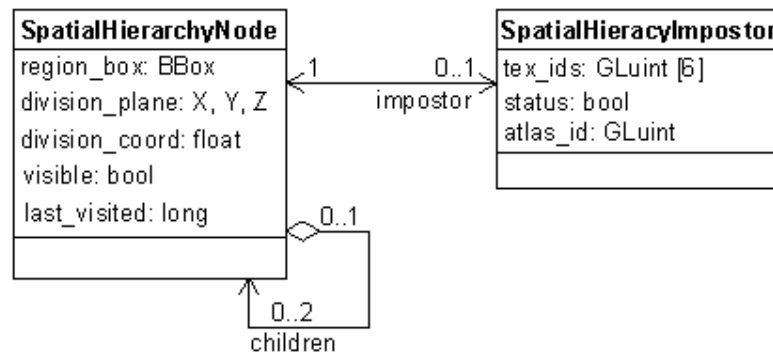 SpatialHierarchyNode
region_box: BBox
division_plane: X, Y, Z
division_coord: float
visible: bool
last_visited: long
1
0..1
impostor
SpatialHieracyImpostor
tex_ids: GLuint [6]
status: bool
atlas_id: GLuint
0..1
0..2
children